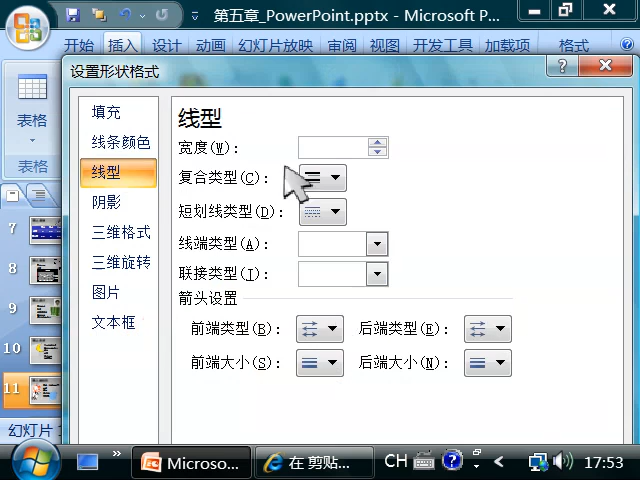 第五章_PowerPoint.pptx - Microsoft P...
开始 插入 设计 动画 幻灯片放映 审阅 视图 开发工具 加载项 格式
设置形状格式
表格
表格
填充
线条颜色
线型
阴影
三维格式
三维旋转
图片
文本框
线型
宽度(W):
复合类型(C):
短划线类型(D):
线端类型(A):
联接类型(J):
箭头设置
前端类型(B): 后端类型(E):
前端大小(S): 后端大小(N):
7
8
9
10
11
幻灯片
Microso... 在 剪贴... CH 17:53